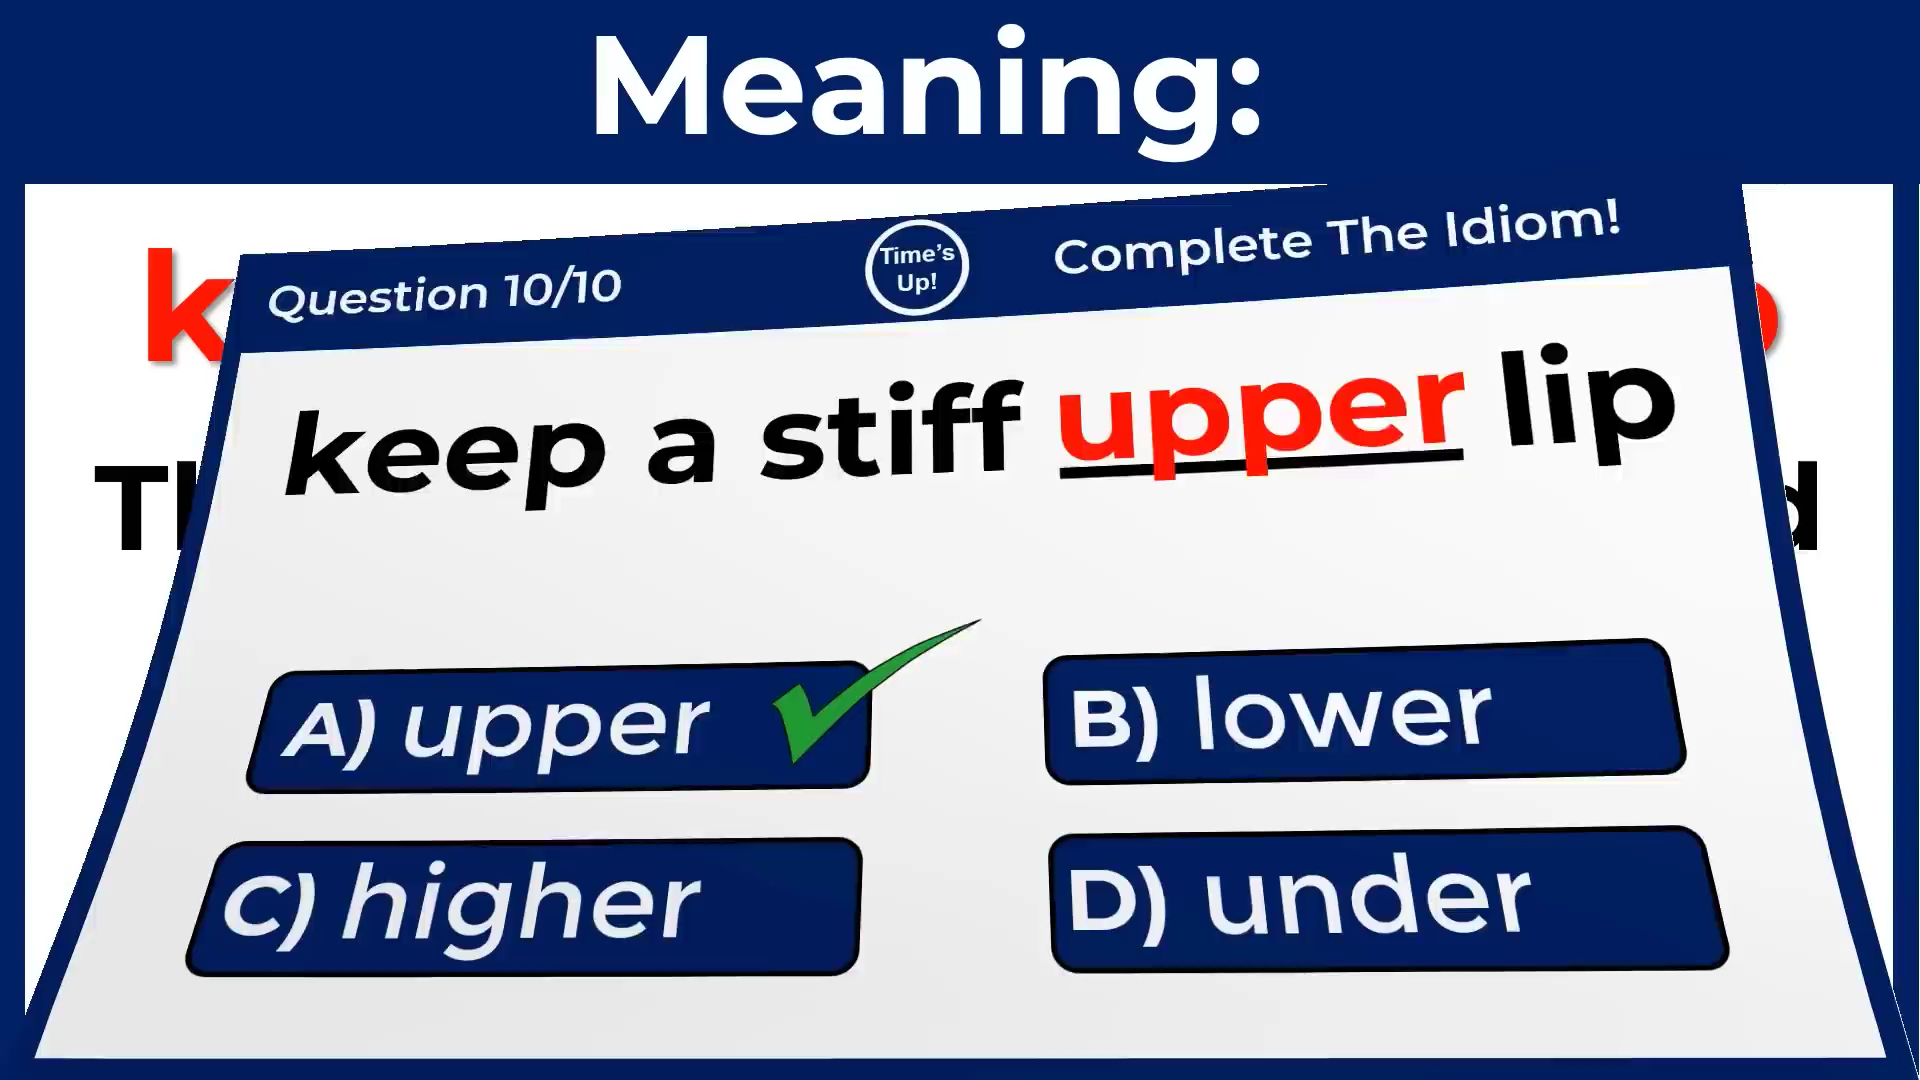 Meaning:
Question 10/10
Time's
Up!
Complete The Idiom!
keep a stiff upper lip
A) upper
B) lower
C) higher
D) under